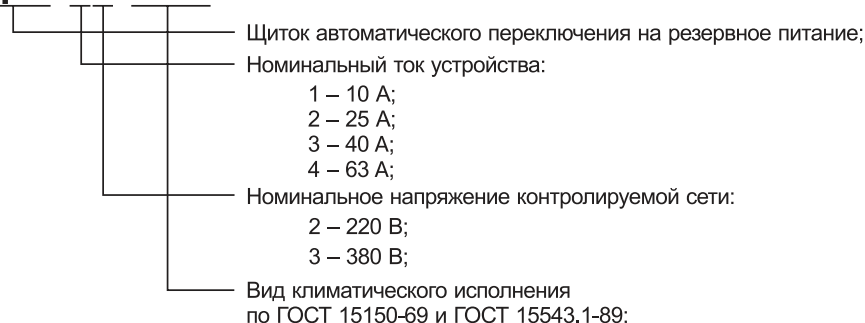 Щиток автоматического переключения на резервное питание;
Номинальный ток устройства:
1 – 10 А;
2 – 25 А;
3 – 40 А;
4 – 63 А;
Номинальное напряжение контролируемой сети:
2 – 220 В;
3 – 380 В;
Вид климатического исполнения
по ГОСТ 15150-69 и ГОСТ 15543.1-89;